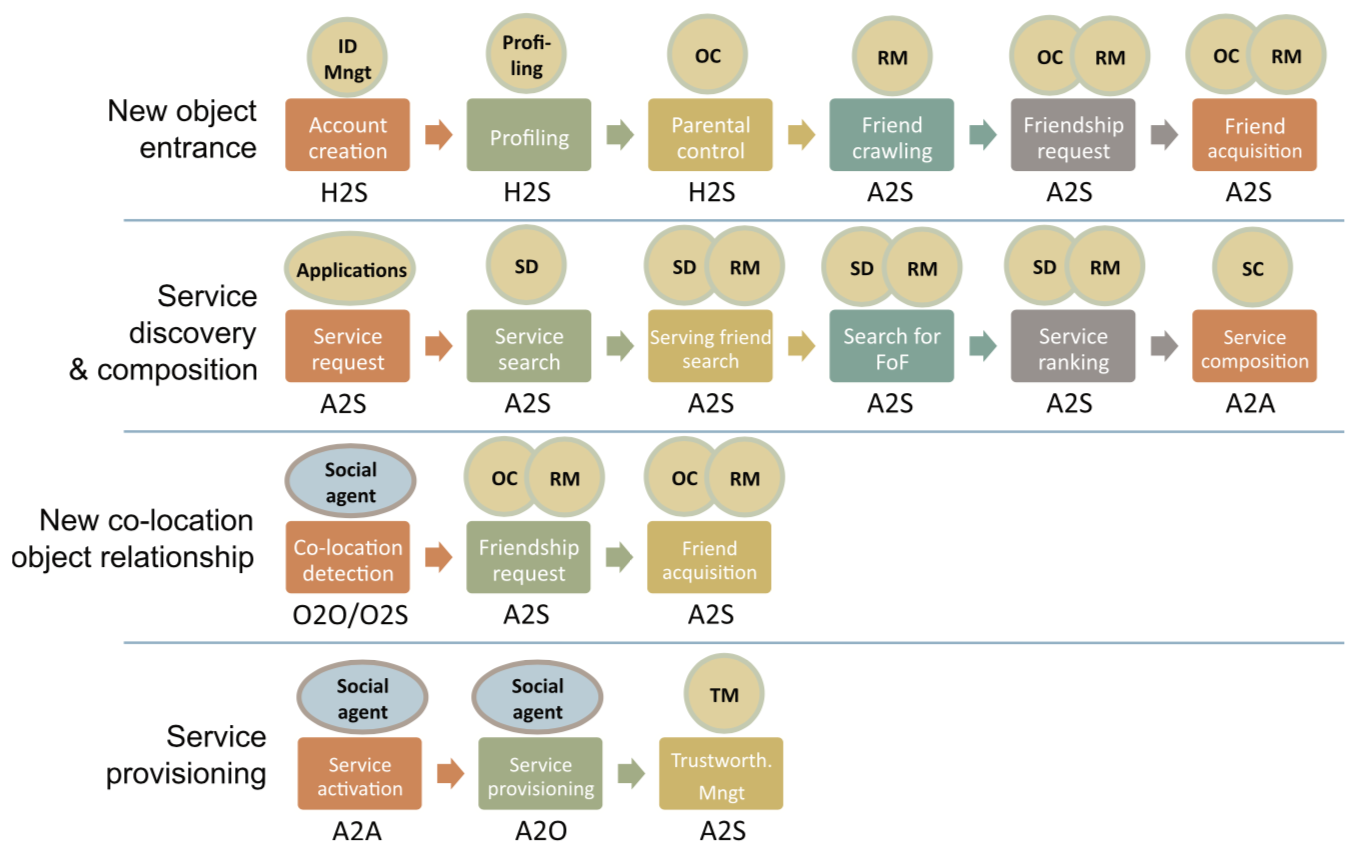 New object
entrance
ID
Mngt
Account
creation
H2S
Profi-
ling
Profiling
H2S
OC
Parental
control
H2S
RM
Friend
crawling
A2S
OC RM
Friendship
request
A2S
OC RM
Friend
acquisition
A2S
Service
discovery
& composition
Applications
Service
request
A2S
SD
Service
search
A2S
SD RM
Serving friend
search
A2S
SD RM
Search for
FoF
A2S
SD RM
Service
ranking
A2S
SC
Service
composition
A2A
New co-location
object relationship
Social
agent
Co-location
detection
O2O/O2S
OC RM
Friendship
request
A2S
OC RM
Friend
acquisition
A2S
Service
provisioning
Social
agent
Service
activation
A2A
Social
agent
Service
provisioning
A2O
TM
Trustworth.
Mngt
A2S